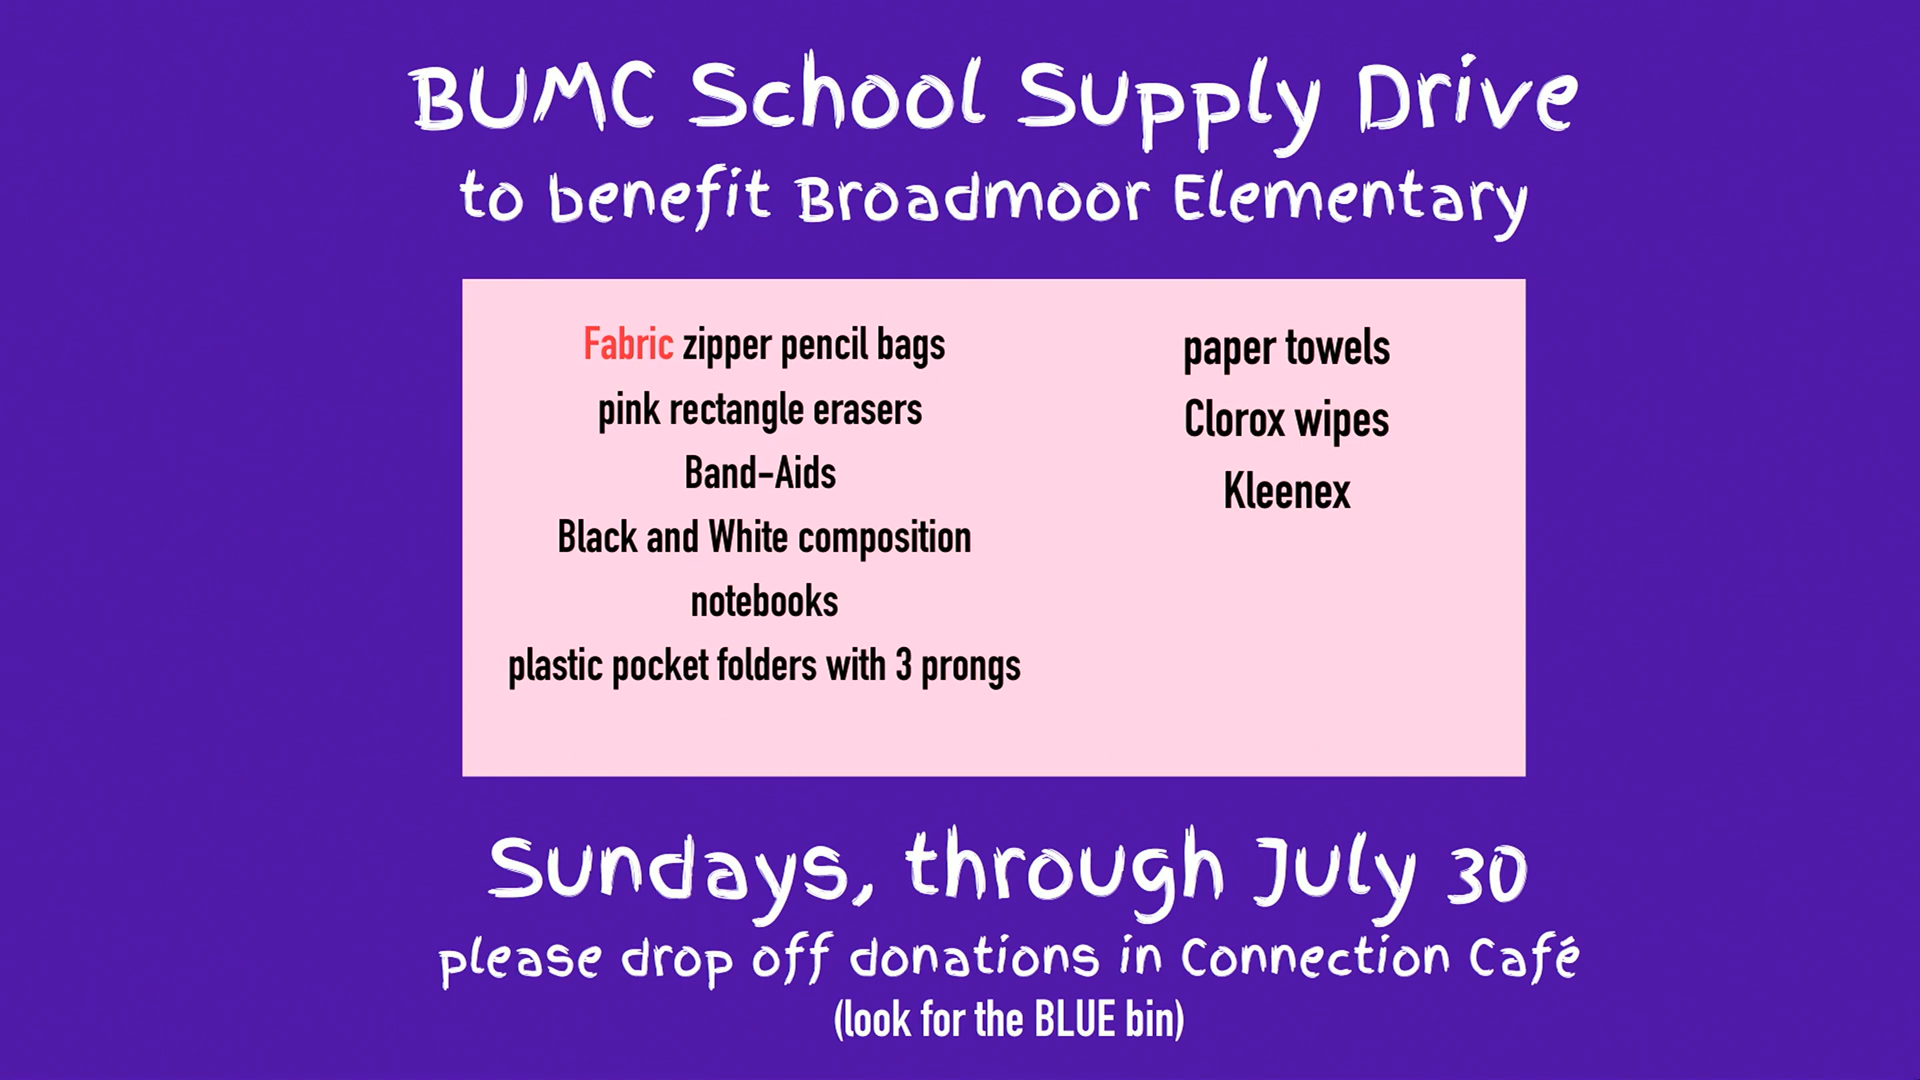 BUMC School Supply Drive
to benefit Broadmoor Elementary
Fabric zipper pencil bags
pink rectangle erasers
Band-Aids
Black and White composition
notebooks
plastic pocket folders with 3 prongs
paper towels
Clorox wipes
Kleenex
Sundays, through July 30
please drop off donations in Connection Café
(look for the BLUE bin)